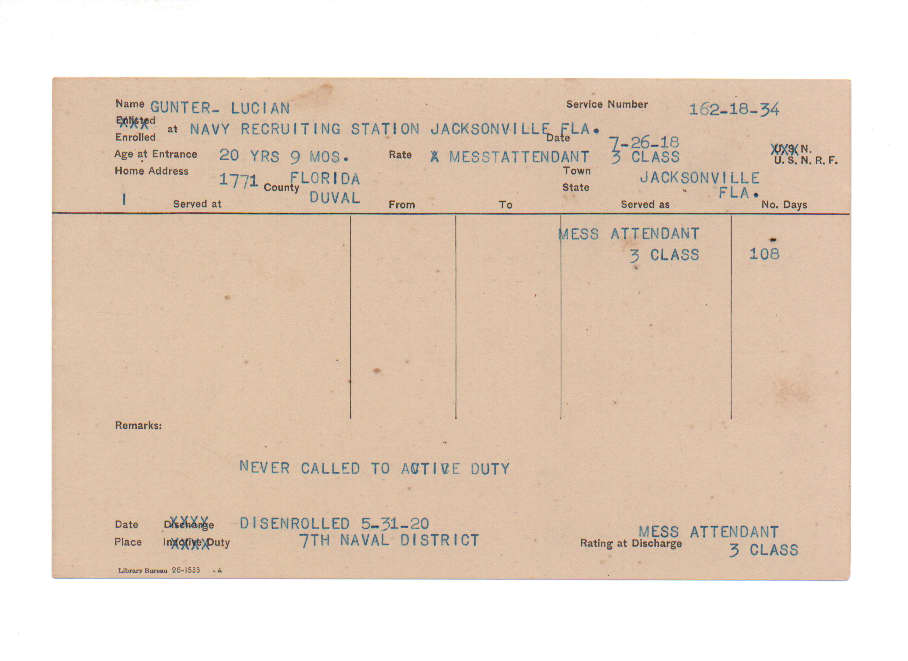 Name GUNTER- LUCIAN Service Number 162-18-34
Enlisted
Enrolled at NAVY RECRUITING STATION JACKSONVILLE FLA.
Date 7-26-18
Age at Entrance 20 YRS 9 MOS. Rate X MESSTATTENDANT 3 CLASS U.S.N.
U.S.N.R.F.
Home Address 1771 County FLORIDA Town JACKSONVILLE
DUVAL State FLA.
1 Served at From To Served as No. Days
MESS ATTENDANT
3 CLASS 108
Remarks:
NEVER CALLED TO ACTIVE DUTY
Date Discharge DISENROLLED 5-31-20
Place Inactive Duty 7TH NAVAL DISTRICT Rating at Discharge MESS ATTENDANT
3 CLASS
Library Bureau 26-1533